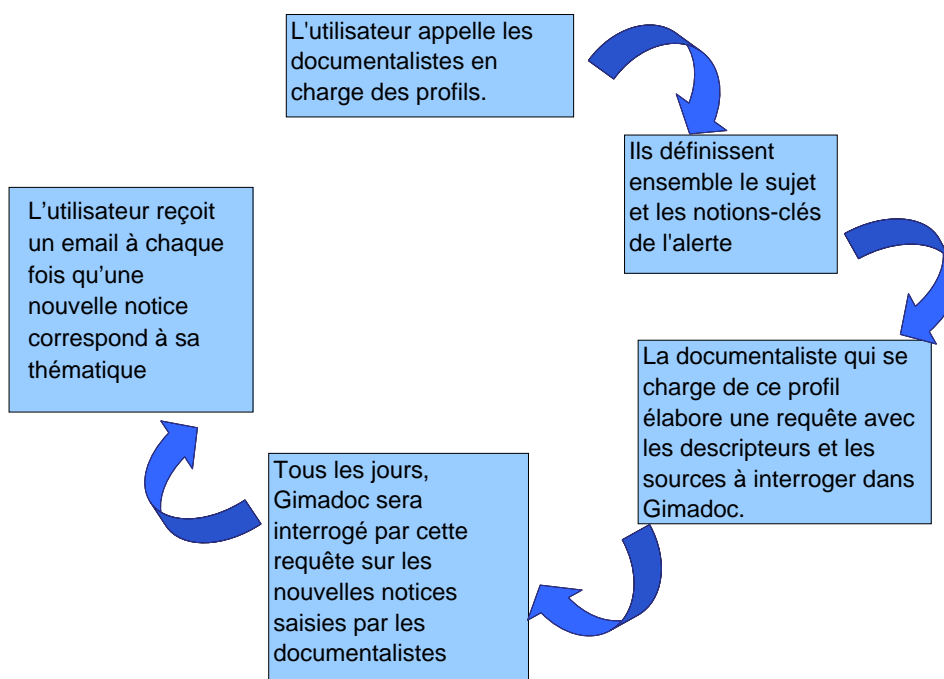 L'utilisateur appelle les
documentalistes en
charge des profils.
Ils définissent
ensemble le sujet
et les notions-clés
de l'alerte
La documentaliste qui se
charge de ce profil
élabore une requête avec
les descripteurs et les
sources à interroger dans
Gimadoc.
Tous les jours,
Gimadoc sera
interrogé par cette
requête sur les
nouvelles notices
saisies par les
documentalistes
L’utilisateur reçoit
un email à chaque
fois qu’une
nouvelle notice
correspond à sa
thématique